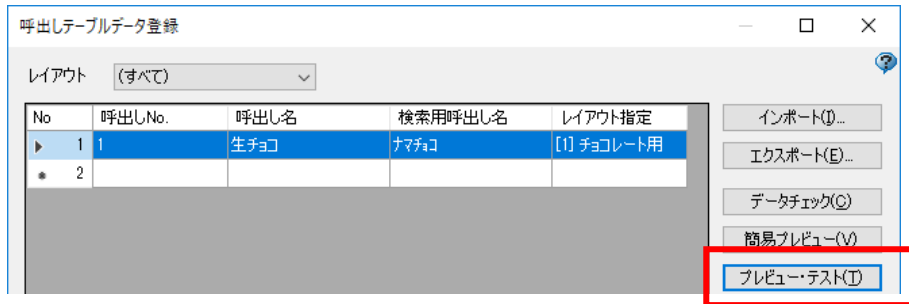 呼出しテーブルデータ登録
レイアウト (すべて)
No 呼出しNo. 呼出し名 検索用呼出し名 レイアウト指定
1 1 生チョコ ナマチョコ [1] チョコレート用
2
インポート(I)...
エクスポート(E)...
データチェック(C)
簡易プレビュー(V)
プレビュー・テスト(T)